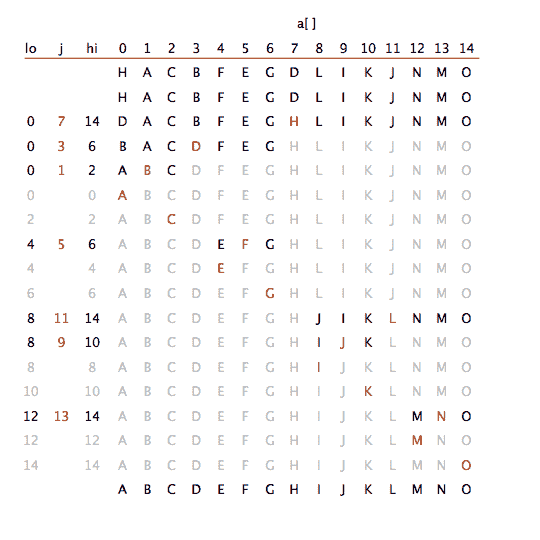 a[ ]
lo j hi 0 1 2 3 4 5 6 7 8 9 10 11 12 13 14
H A C B F E G D L I K J N M O
H A C B F E G D L I K J N M O
0 7 14 D A C B F E G H L I K J N M O
0 3 6 B A C D F E G H L I K J N M O
0 1 2 A B C D F E G H L I K J N M O
0 0 A B C D F E G H L I K J N M O
2 2 A B C D F E G H L I K J N M O
4 5 6 A B C D E F G H L I K J N M O
4 4 A B C D E F G H L I K J N M O
6 6 A B C D E F G H L I K J N M O
8 11 14 A B C D E F G H J I K L N M O
8 9 10 A B C D E F G H I J K L N M O
8 8 A B C D E F G H I J K L N M O
10 10 A B C D E F G H I J K L N M O
12 13 14 A B C D E F G H I J K L M N O
12 12 A B C D E F G H I J K L M N O
14 14 A B C D E F G H I J K L M N O
A B C D E F G H I J K L M N O